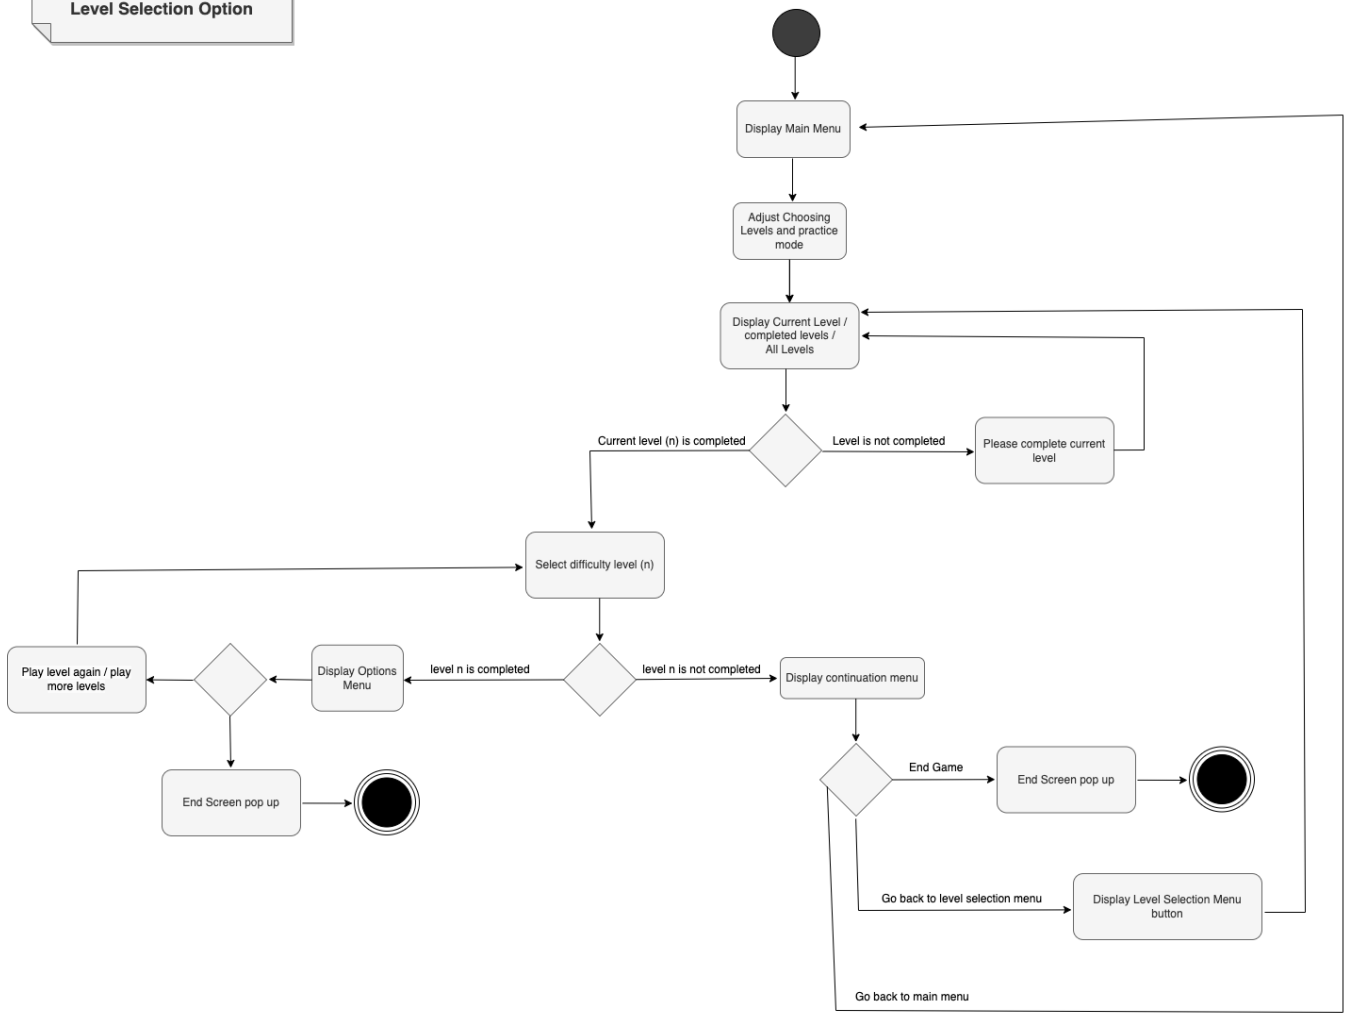 Level Selection Option
Display Main Menu
Adjust Choosing
Levels and practice
mode
Display Current Level /
completed levels /
All Levels
Current level (n) is completed
Level is not completed
Please complete current
level
Select difficulty level (n)
Play level again / play
more levels
Display Options
Menu
level n is completed
level n is not completed
Display continuation menu
End Screen pop up
End Game
End Screen pop up
Go back to level selection menu
Display Level Selection Menu
button
Go back to main menu